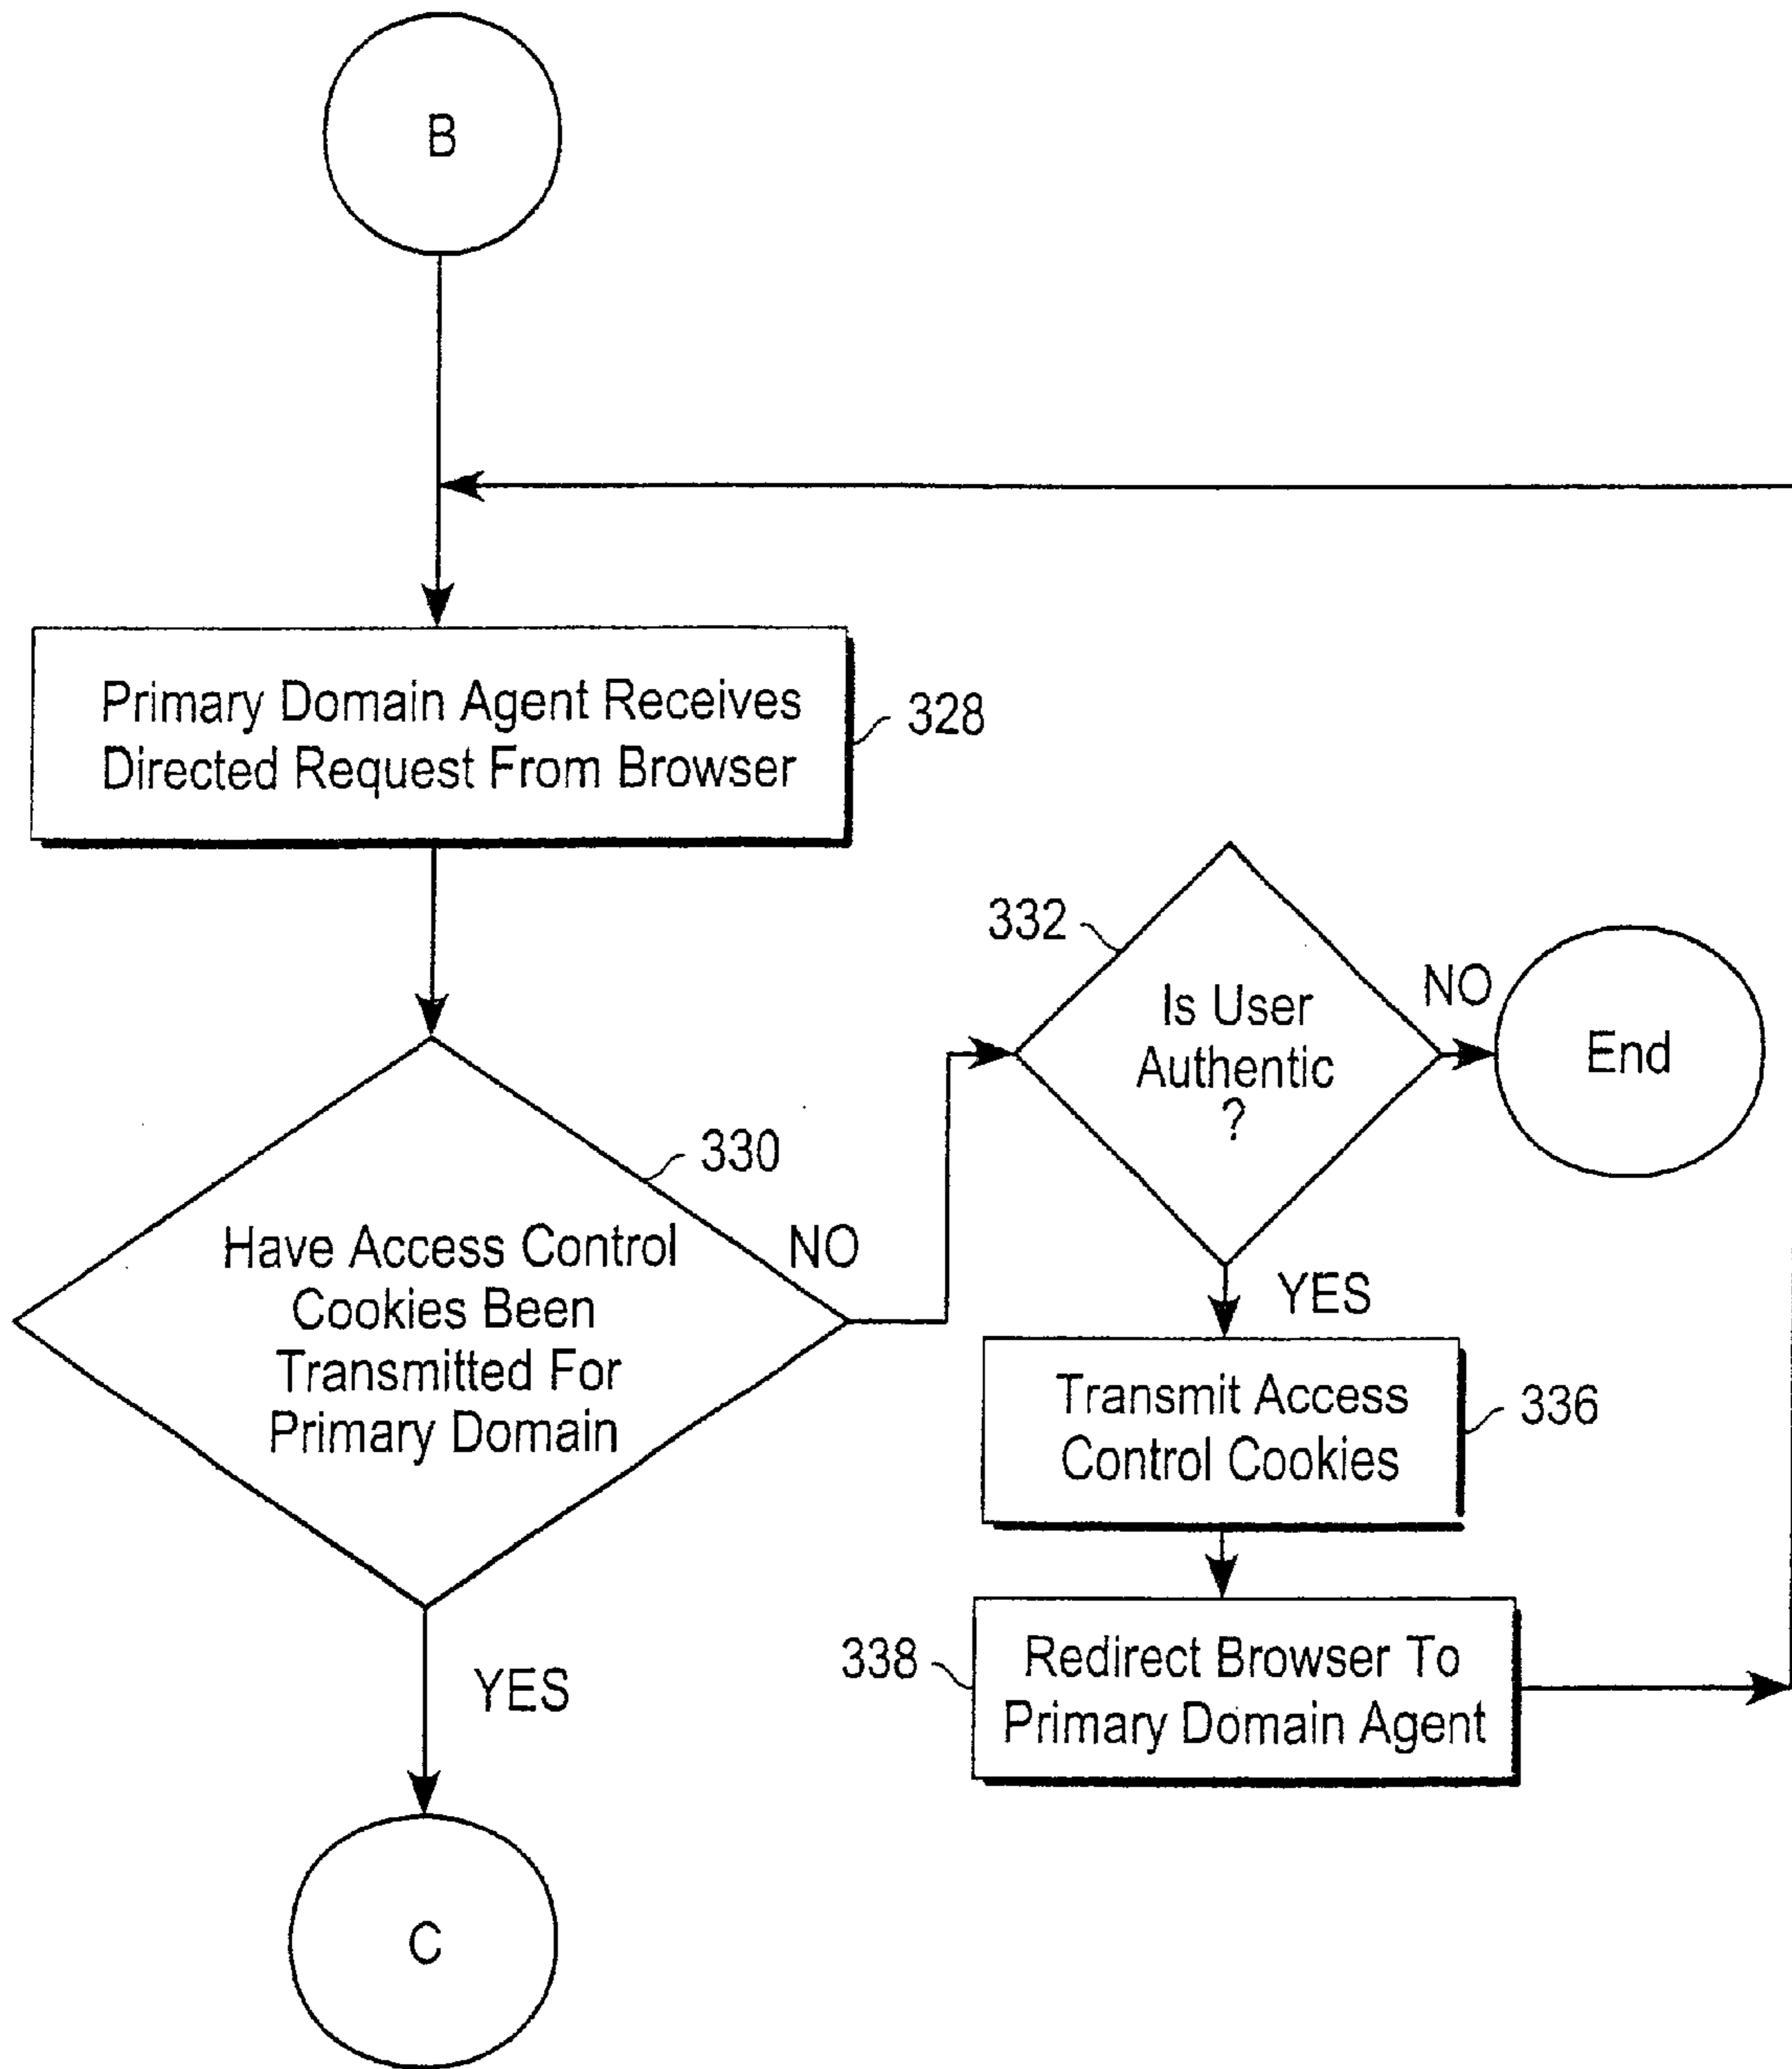 B
Primary Domain Agent Receives
Directed Request From Browser
328
330
Have Access Control
Cookies Been
Transmitted For
Primary Domain
NO
YES
C
332
Is User
Authentic
?
NO
End
YES
Transmit Access
Control Cookies
336
338
Redirect Browser To
Primary Domain Agent